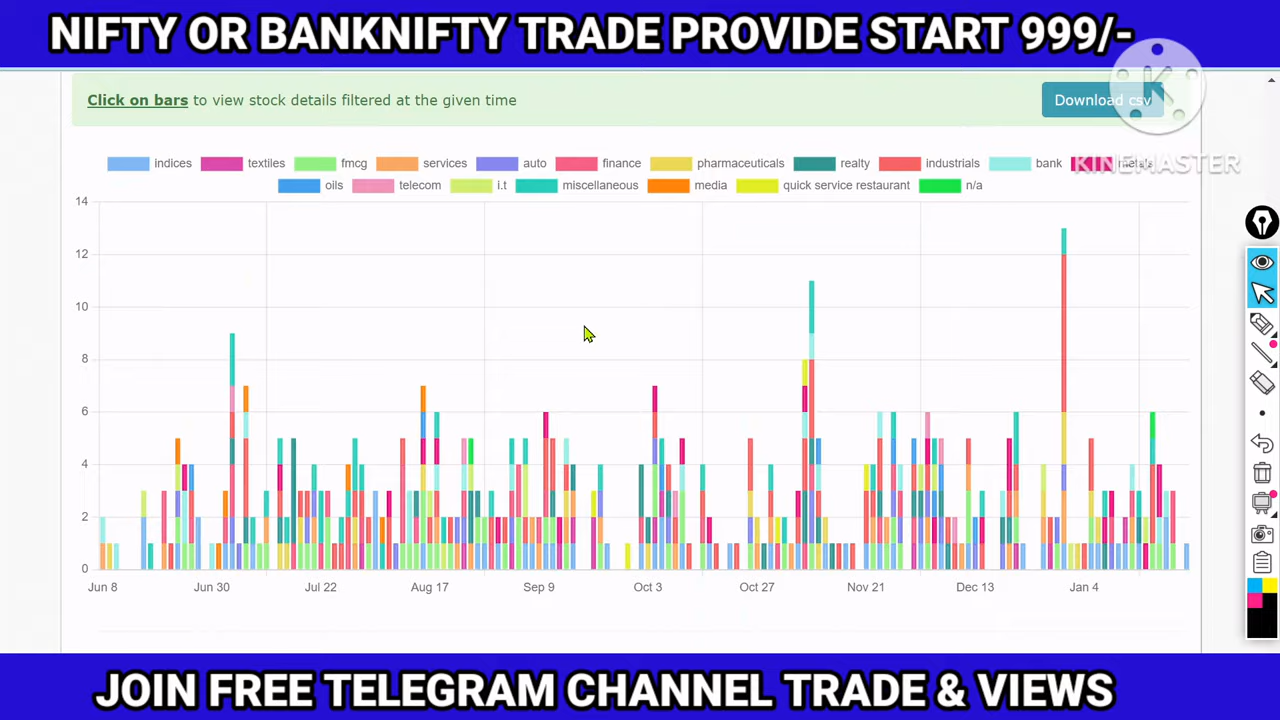 NIFTY OR BANKNIFTY TRADE PROVIDE START 999/-
Click on bars to view stock details filtered at the given time
Download csv
K
KINEMASTER
indices textiles fmcg services auto finance pharmaceuticals realty industrials bank metals
oils telecom i.t miscellaneous media quick service restaurant n/a
14
12
10
8
6
4
2
0
Jun 8 Jun 30 Jul 22 Aug 17 Sep 9 Oct 3 Oct 27 Nov 21 Dec 13 Jan 4
JOIN FREE TELEGRAM CHANNEL TRADE & VIEWS